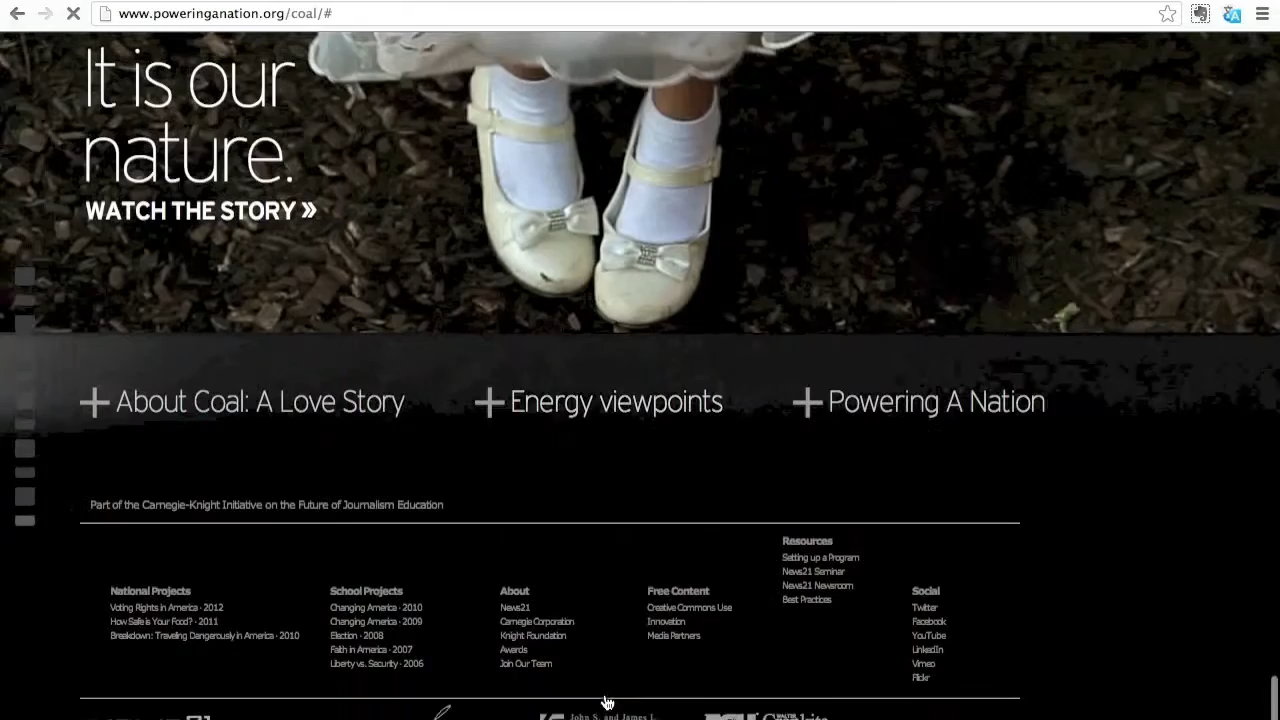 www.poweringanation.org/coal/#
It is our
nature.
WATCH THE STORY »
+ About Coal: A Love Story
+ Energy viewpoints
+ Powering A Nation
Part of the Carnegie-Knight Initiative on the Future of Journalism Education
National Projects
Voting Rights in America · 2012
How Safe is Your Food? · 2011
Breakdown: Traveling Dangerously in America · 2010
School Projects
Changing America · 2010
Changing America · 2009
Election · 2008
Faith in America · 2007
Liberty vs. Security · 2006
About
News21
Carnegie Corporation
Knight Foundation
Awards
Join Our Team
Free Content
Creative Commons Use
Innovation
Media Partners
Resources
Setting up a Program
News21 Seminar
News21 Newsroom
Best Practices
Social
Twitter
Facebook
YouTube
LinkedIn
Vimeo
Flickr
John S. and James L.